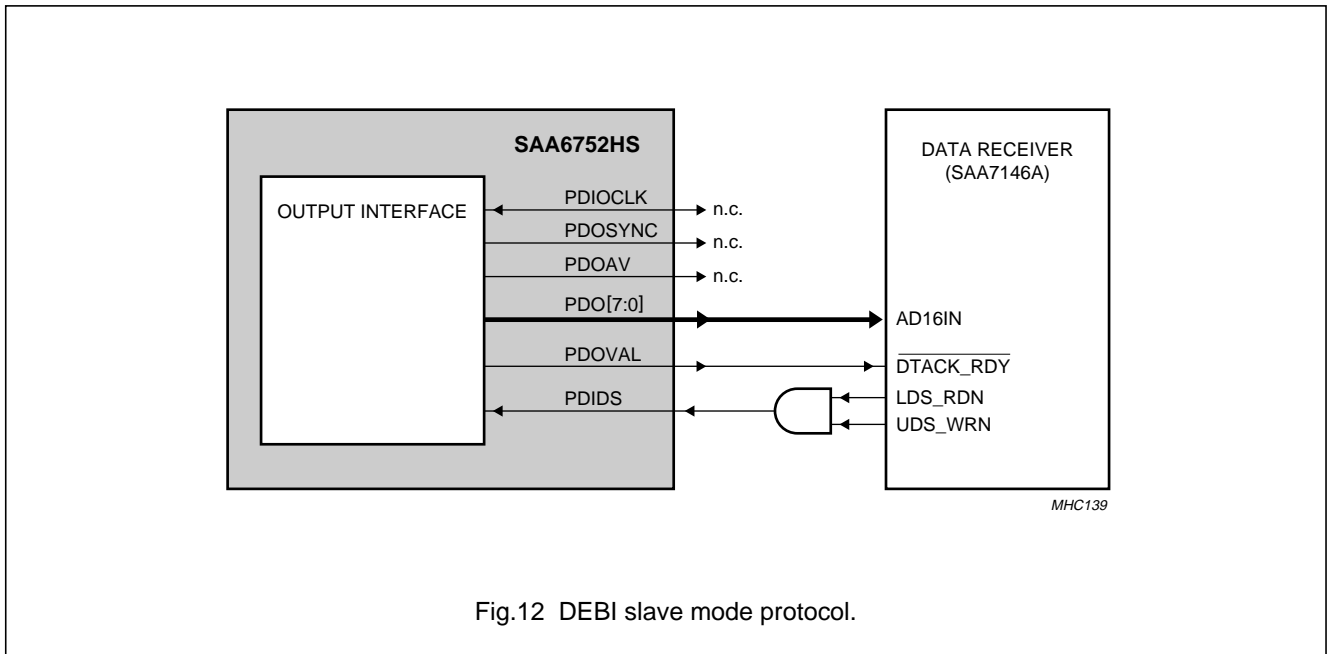 SAA6752HS
OUTPUT INTERFACE
PDIOCLK
n.c.
PDOSYNC
n.c.
PDOAV
n.c.
PDO[7:0]
PDOVAL
PDIDS
DATA RECEIVER
(SAA7146A)
AD16IN
DTACK_RDY
LDS_RDN
UDS_WRN
MHC139
Fig.12 DEBI slave mode protocol.